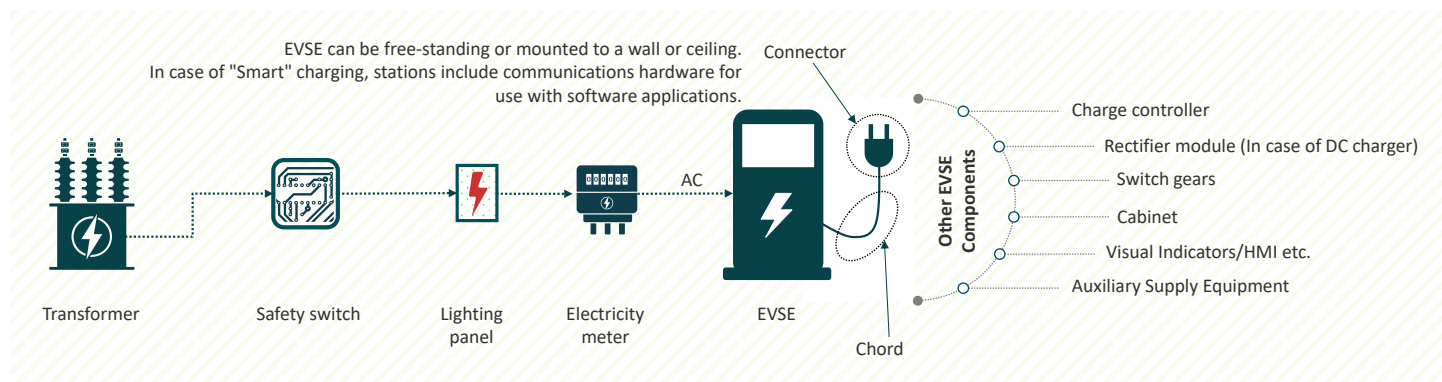 EVSE can be free-standing or mounted to a wall or ceiling.
In case of "Smart" charging, stations include communications hardware for
use with software applications.
Connector
AC
Other EVSE
Components
Charge controller
Rectifier module (In case of DC charger)
Switch gears
Cabinet
Visual Indicators/HMI etc.
Auxiliary Supply Equipment
Transformer
Safety switch
Lighting
panel
Electricity
meter
EVSE
Chord